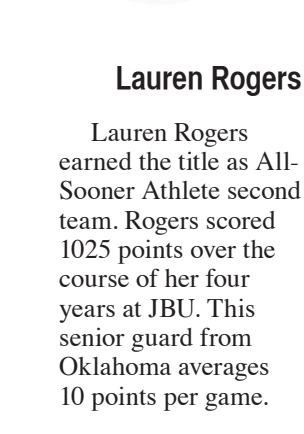 Lauren Rogers
Lauren Rogers
earned the title as All-
Sooner Athlete second
team. Rogers scored
1025 points over the
course of her four
years at JBU. This
senior guard from
Oklahoma averages
10 points per game.